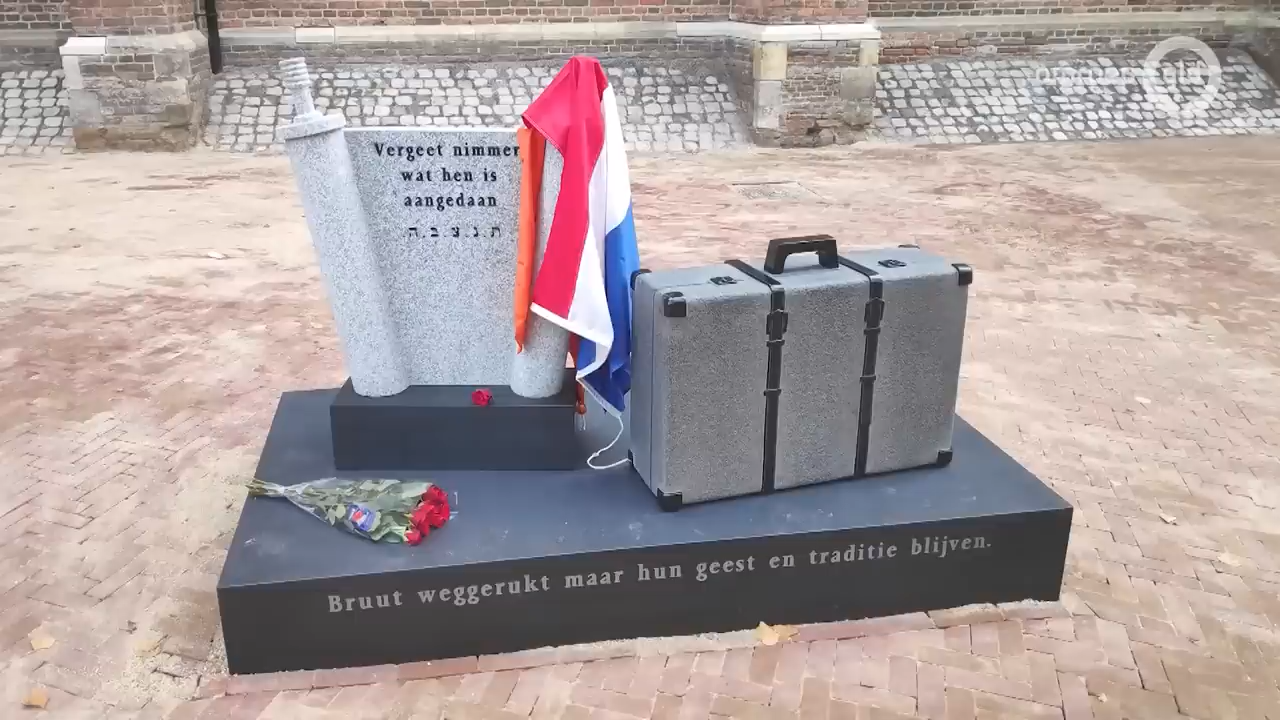 Vergeet nimmer
wat hen is
aangedaan
ת.נ.צ.ב.ה
Bruut weggerukt maar hun geest en traditie blijven.